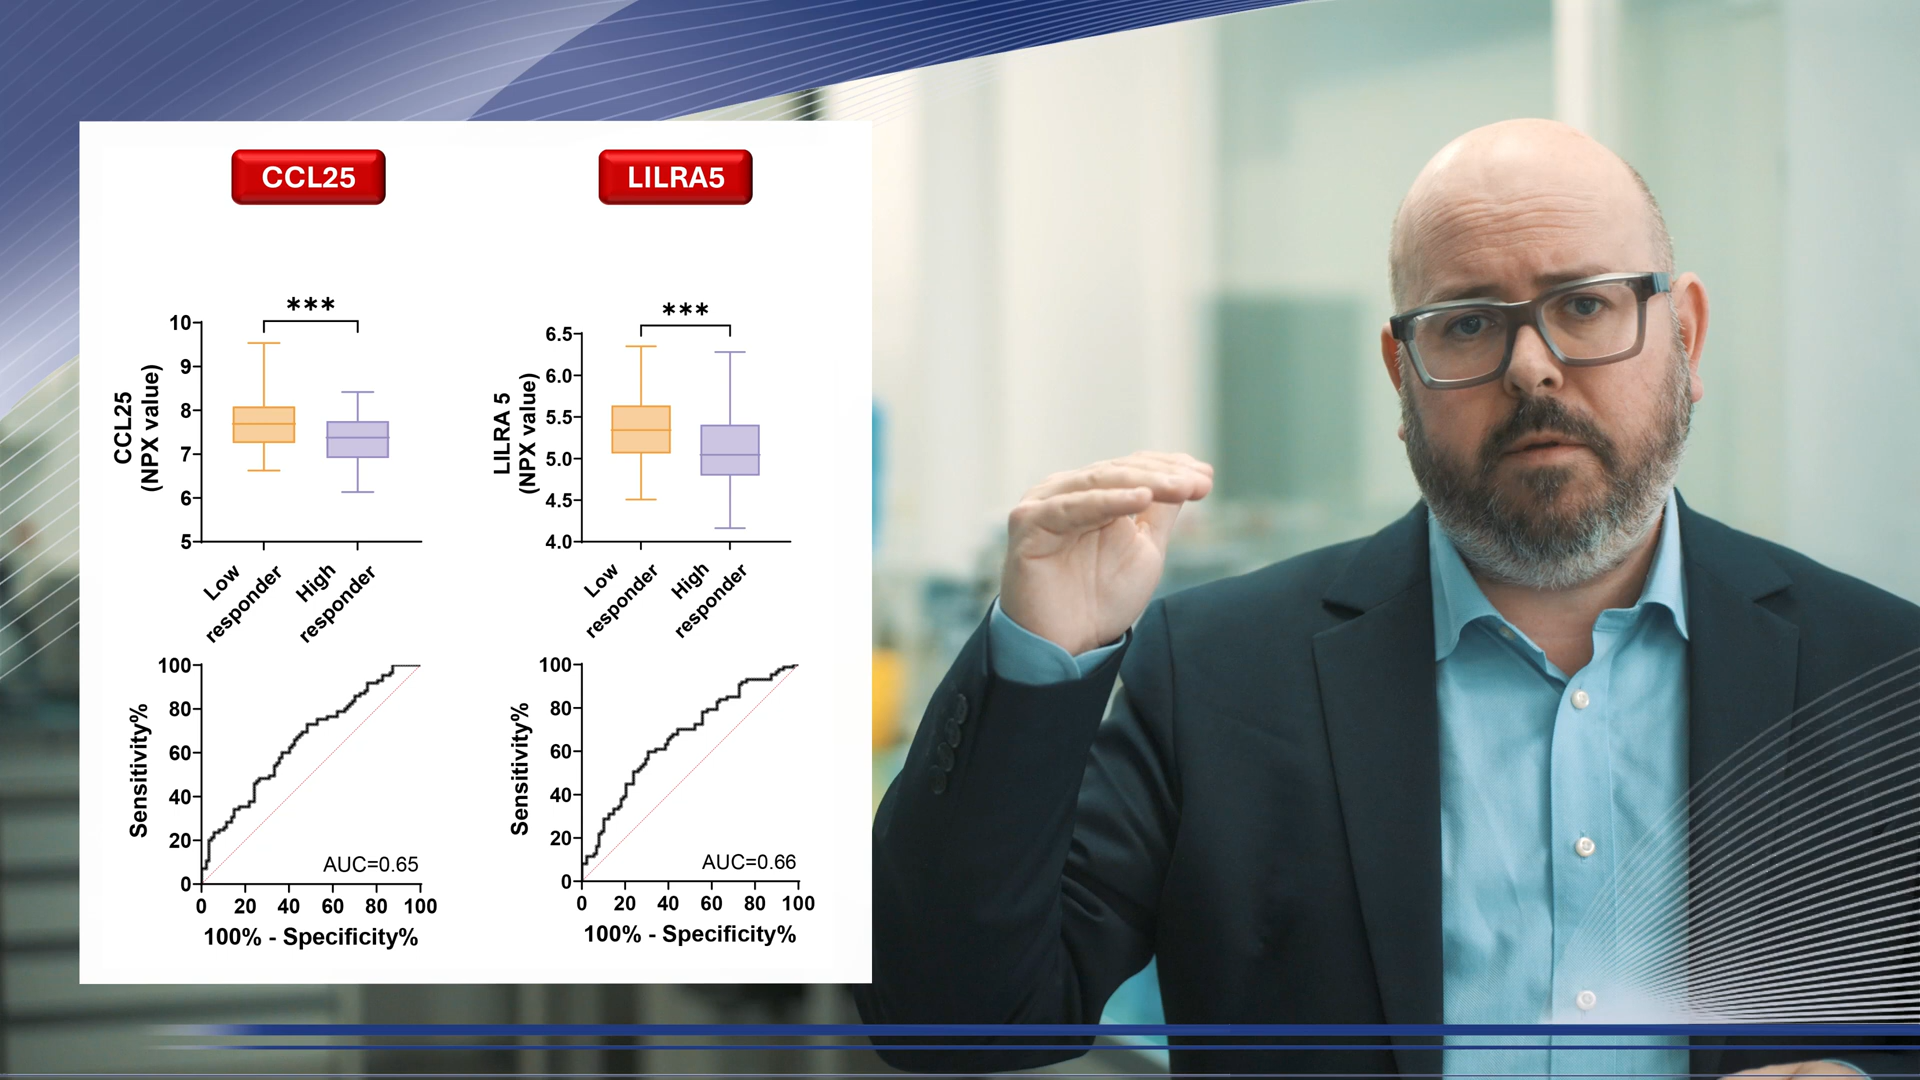 CCL25
LILRA5
***
10
9
8
7
6
5
CCL25
(NPX value)
Low
responder
High
responder
***
6.5
6.0
5.5
5.0
4.5
4.0
LILRA 5
(NPX value)
Low
responder
High
responder
100
80
60
40
20
0
Sensitivity%
AUC=0.65
0 20 40 60 80 100
100% - Specificity%
100
80
60
40
20
0
Sensitivity%
AUC=0.66
0 20 40 60 80 100
100% - Specificity%